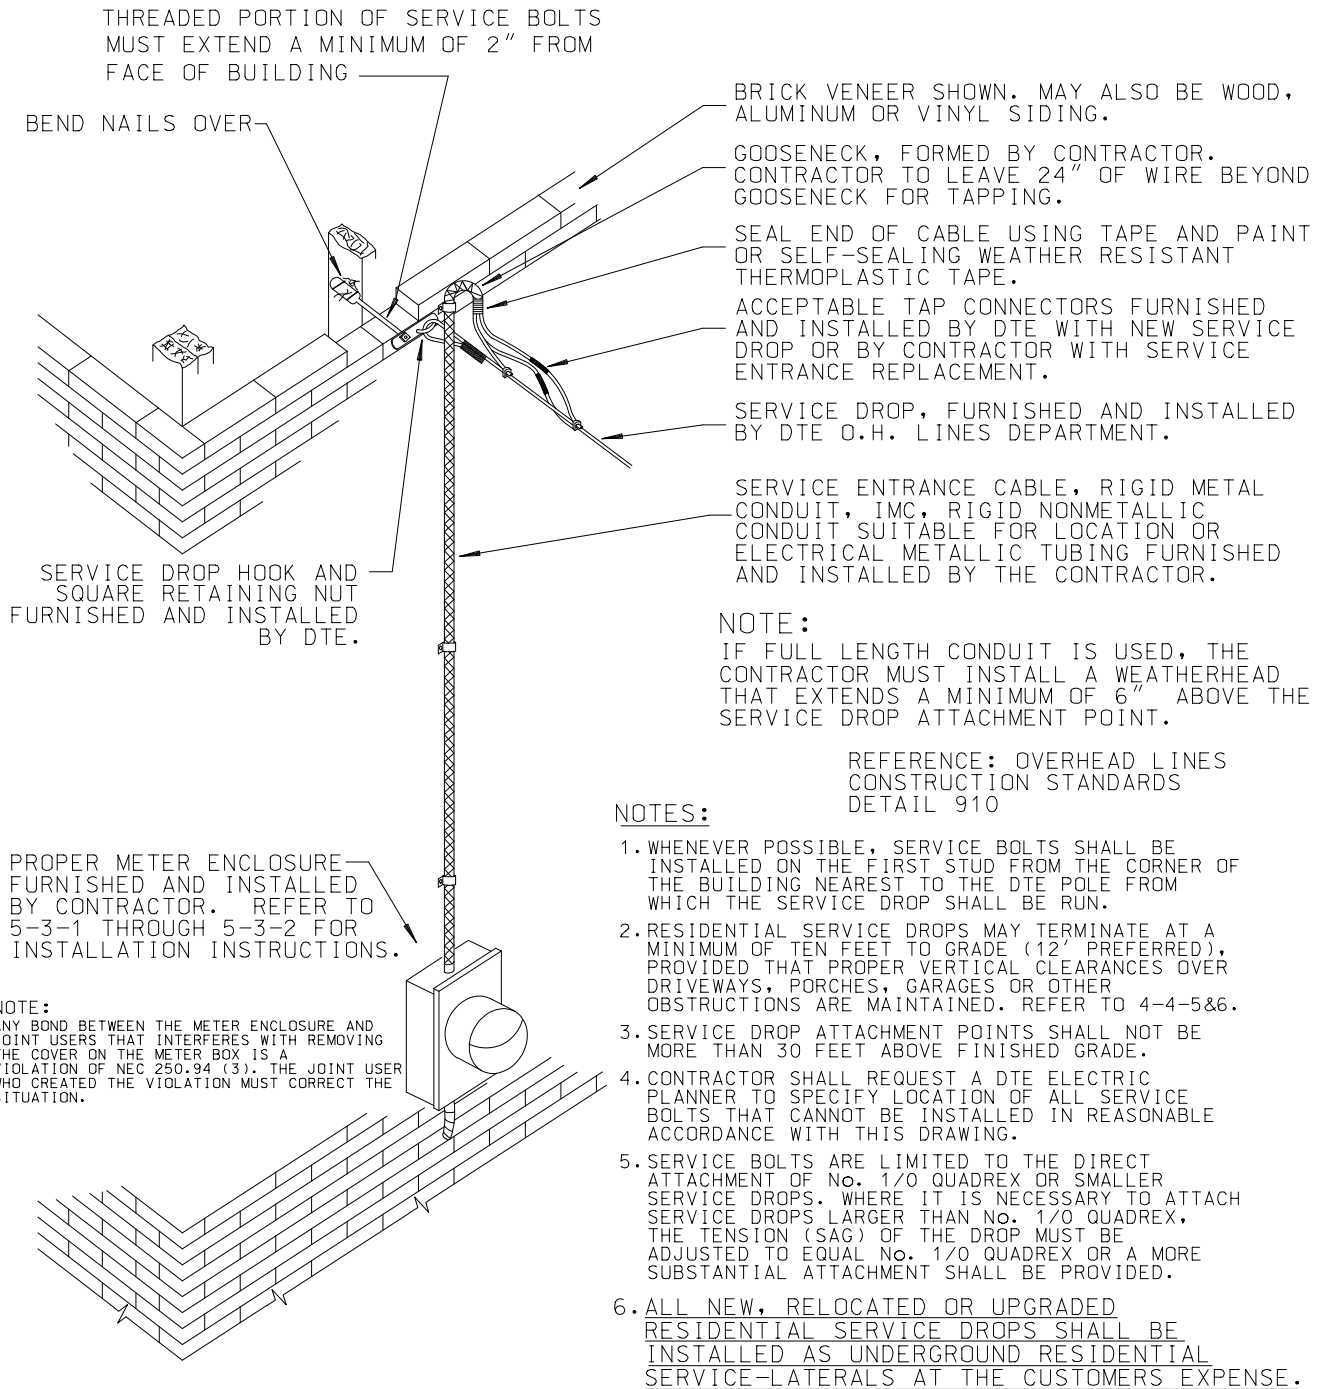 THREADED PORTION OF SERVICE BOLTS
MUST EXTEND A MINIMUM OF 2" FROM
FACE OF BUILDING
BEND NAILS OVER
BRICK VENEER SHOWN. MAY ALSO BE WOOD,
ALUMINUM OR VINYL SIDING.
GOOSENECK, FORMED BY CONTRACTOR.
CONTRACTOR TO LEAVE 24" OF WIRE BEYOND
GOOSENECK FOR TAPPING.
SEAL END OF CABLE USING TAPE AND PAINT
OR SELF-SEALING WEATHER RESISTANT
THERMOPLASTIC TAPE.
ACCEPTABLE TAP CONNECTORS FURNISHED
AND INSTALLED BY DTE WITH NEW SERVICE
DROP OR BY CONTRACTOR WITH SERVICE
ENTRANCE REPLACEMENT.
SERVICE DROP, FURNISHED AND INSTALLED
BY DTE O.H. LINES DEPARTMENT.
SERVICE ENTRANCE CABLE, RIGID METAL
CONDUIT, IMC, RIGID NONMETALLIC
CONDUIT SUITABLE FOR LOCATION OR
ELECTRICAL METALLIC TUBING FURNISHED
AND INSTALLED BY THE CONTRACTOR.
SERVICE DROP HOOK AND
SQUARE RETAINING NUT
FURNISHED AND INSTALLED
BY DTE.
NOTE:
IF FULL LENGTH CONDUIT IS USED, THE
CONTRACTOR MUST INSTALL A WEATHERHEAD
THAT EXTENDS A MINIMUM OF 6" ABOVE THE
SERVICE DROP ATTACHMENT POINT.
REFERENCE: OVERHEAD LINES
CONSTRUCTION STANDARDS
DETAIL 910
PROPER METER ENCLOSURE
FURNISHED AND INSTALLED
BY CONTRACTOR. REFER TO
5-3-1 THROUGH 5-3-2 FOR
INSTALLATION INSTRUCTIONS.
NOTE:
ANY BOND BETWEEN THE METER ENCLOSURE AND
JOINT USERS THAT INTERFERES WITH REMOVING
THE COVER ON THE METER BOX IS A
VIOLATION OF NEC 250.94 (3). THE JOINT USER
WHO CREATED THE VIOLATION MUST CORRECT THE
SITUATION.
NOTES:
1. WHENEVER POSSIBLE, SERVICE BOLTS SHALL BE
INSTALLED ON THE FIRST STUD FROM THE CORNER OF
THE BUILDING NEAREST TO THE DTE POLE FROM
WHICH THE SERVICE DROP SHALL BE RUN.
2. RESIDENTIAL SERVICE DROPS MAY TERMINATE AT A
MINIMUM OF TEN FEET TO GRADE (12' PREFERRED),
PROVIDED THAT PROPER VERTICAL CLEARANCES OVER
DRIVEWAYS, PORCHES, GARAGES OR OTHER
OBSTRUCTIONS ARE MAINTAINED. REFER TO 4-4-5&6.
3. SERVICE DROP ATTACHMENT POINTS SHALL NOT BE
MORE THAN 30 FEET ABOVE FINISHED GRADE.
4. CONTRACTOR SHALL REQUEST A DTE ELECTRIC
PLANNER TO SPECIFY LOCATION OF ALL SERVICE
BOLTS THAT CANNOT BE INSTALLED IN REASONABLE
ACCORDANCE WITH THIS DRAWING.
5. SERVICE BOLTS ARE LIMITED TO THE DIRECT
ATTACHMENT OF No. 1/0 QUADREX OR SMALLER
SERVICE DROPS. WHERE IT IS NECESSARY TO ATTACH
SERVICE DROPS LARGER THAN No. 1/0 QUADREX,
THE TENSION (SAG) OF THE DROP MUST BE
ADJUSTED TO EQUAL No. 1/0 QUADREX OR A MORE
SUBSTANTIAL ATTACHMENT SHALL BE PROVIDED.
6. ALL NEW, RELOCATED OR UPGRADED
RESIDENTIAL SERVICE DROPS SHALL BE
INSTALLED AS UNDERGROUND RESIDENTIAL
SERVICE-LATERALS AT THE CUSTOMERS EXPENSE.